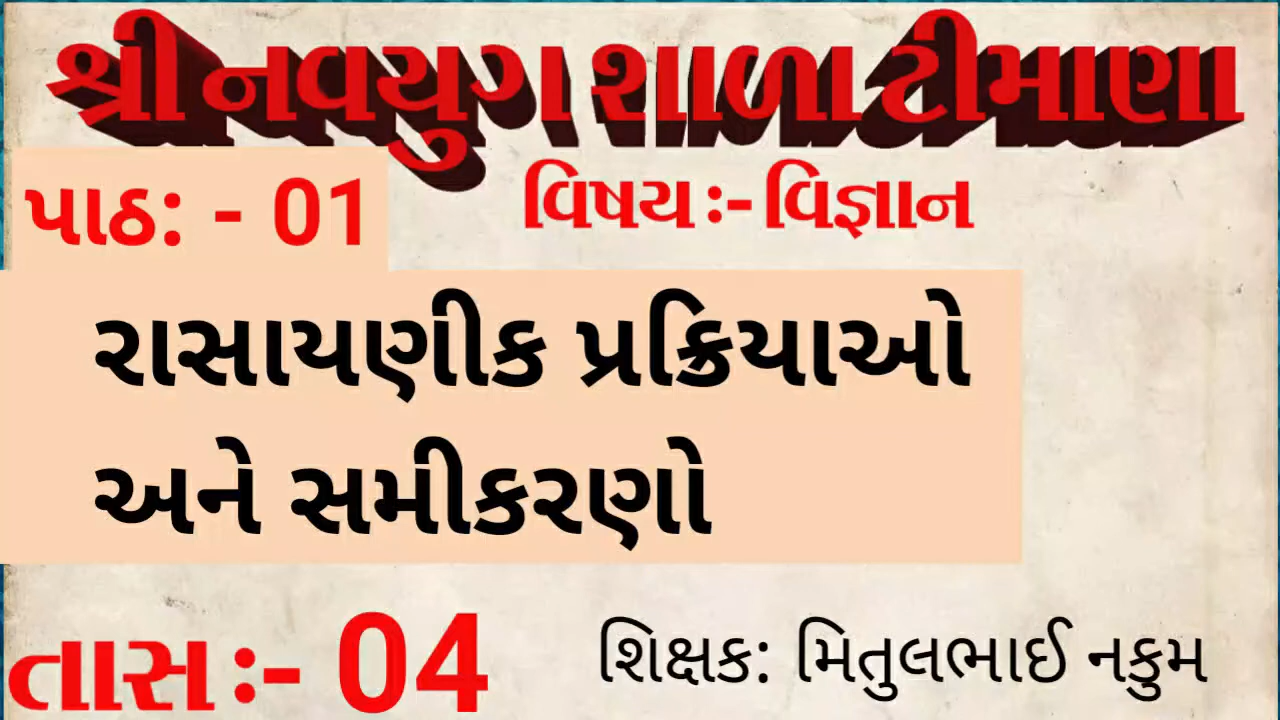 શ્રી નવયુગ શાળા ટીમાણા
પાઠ: - 01
વિષય :- વિજ્ઞાન
રાસાયણીક પ્રક્રિયાઓ
અને સમીકરણો
તાસ :- 04
શિક્ષક: મિતુલભાઈ નકુમ